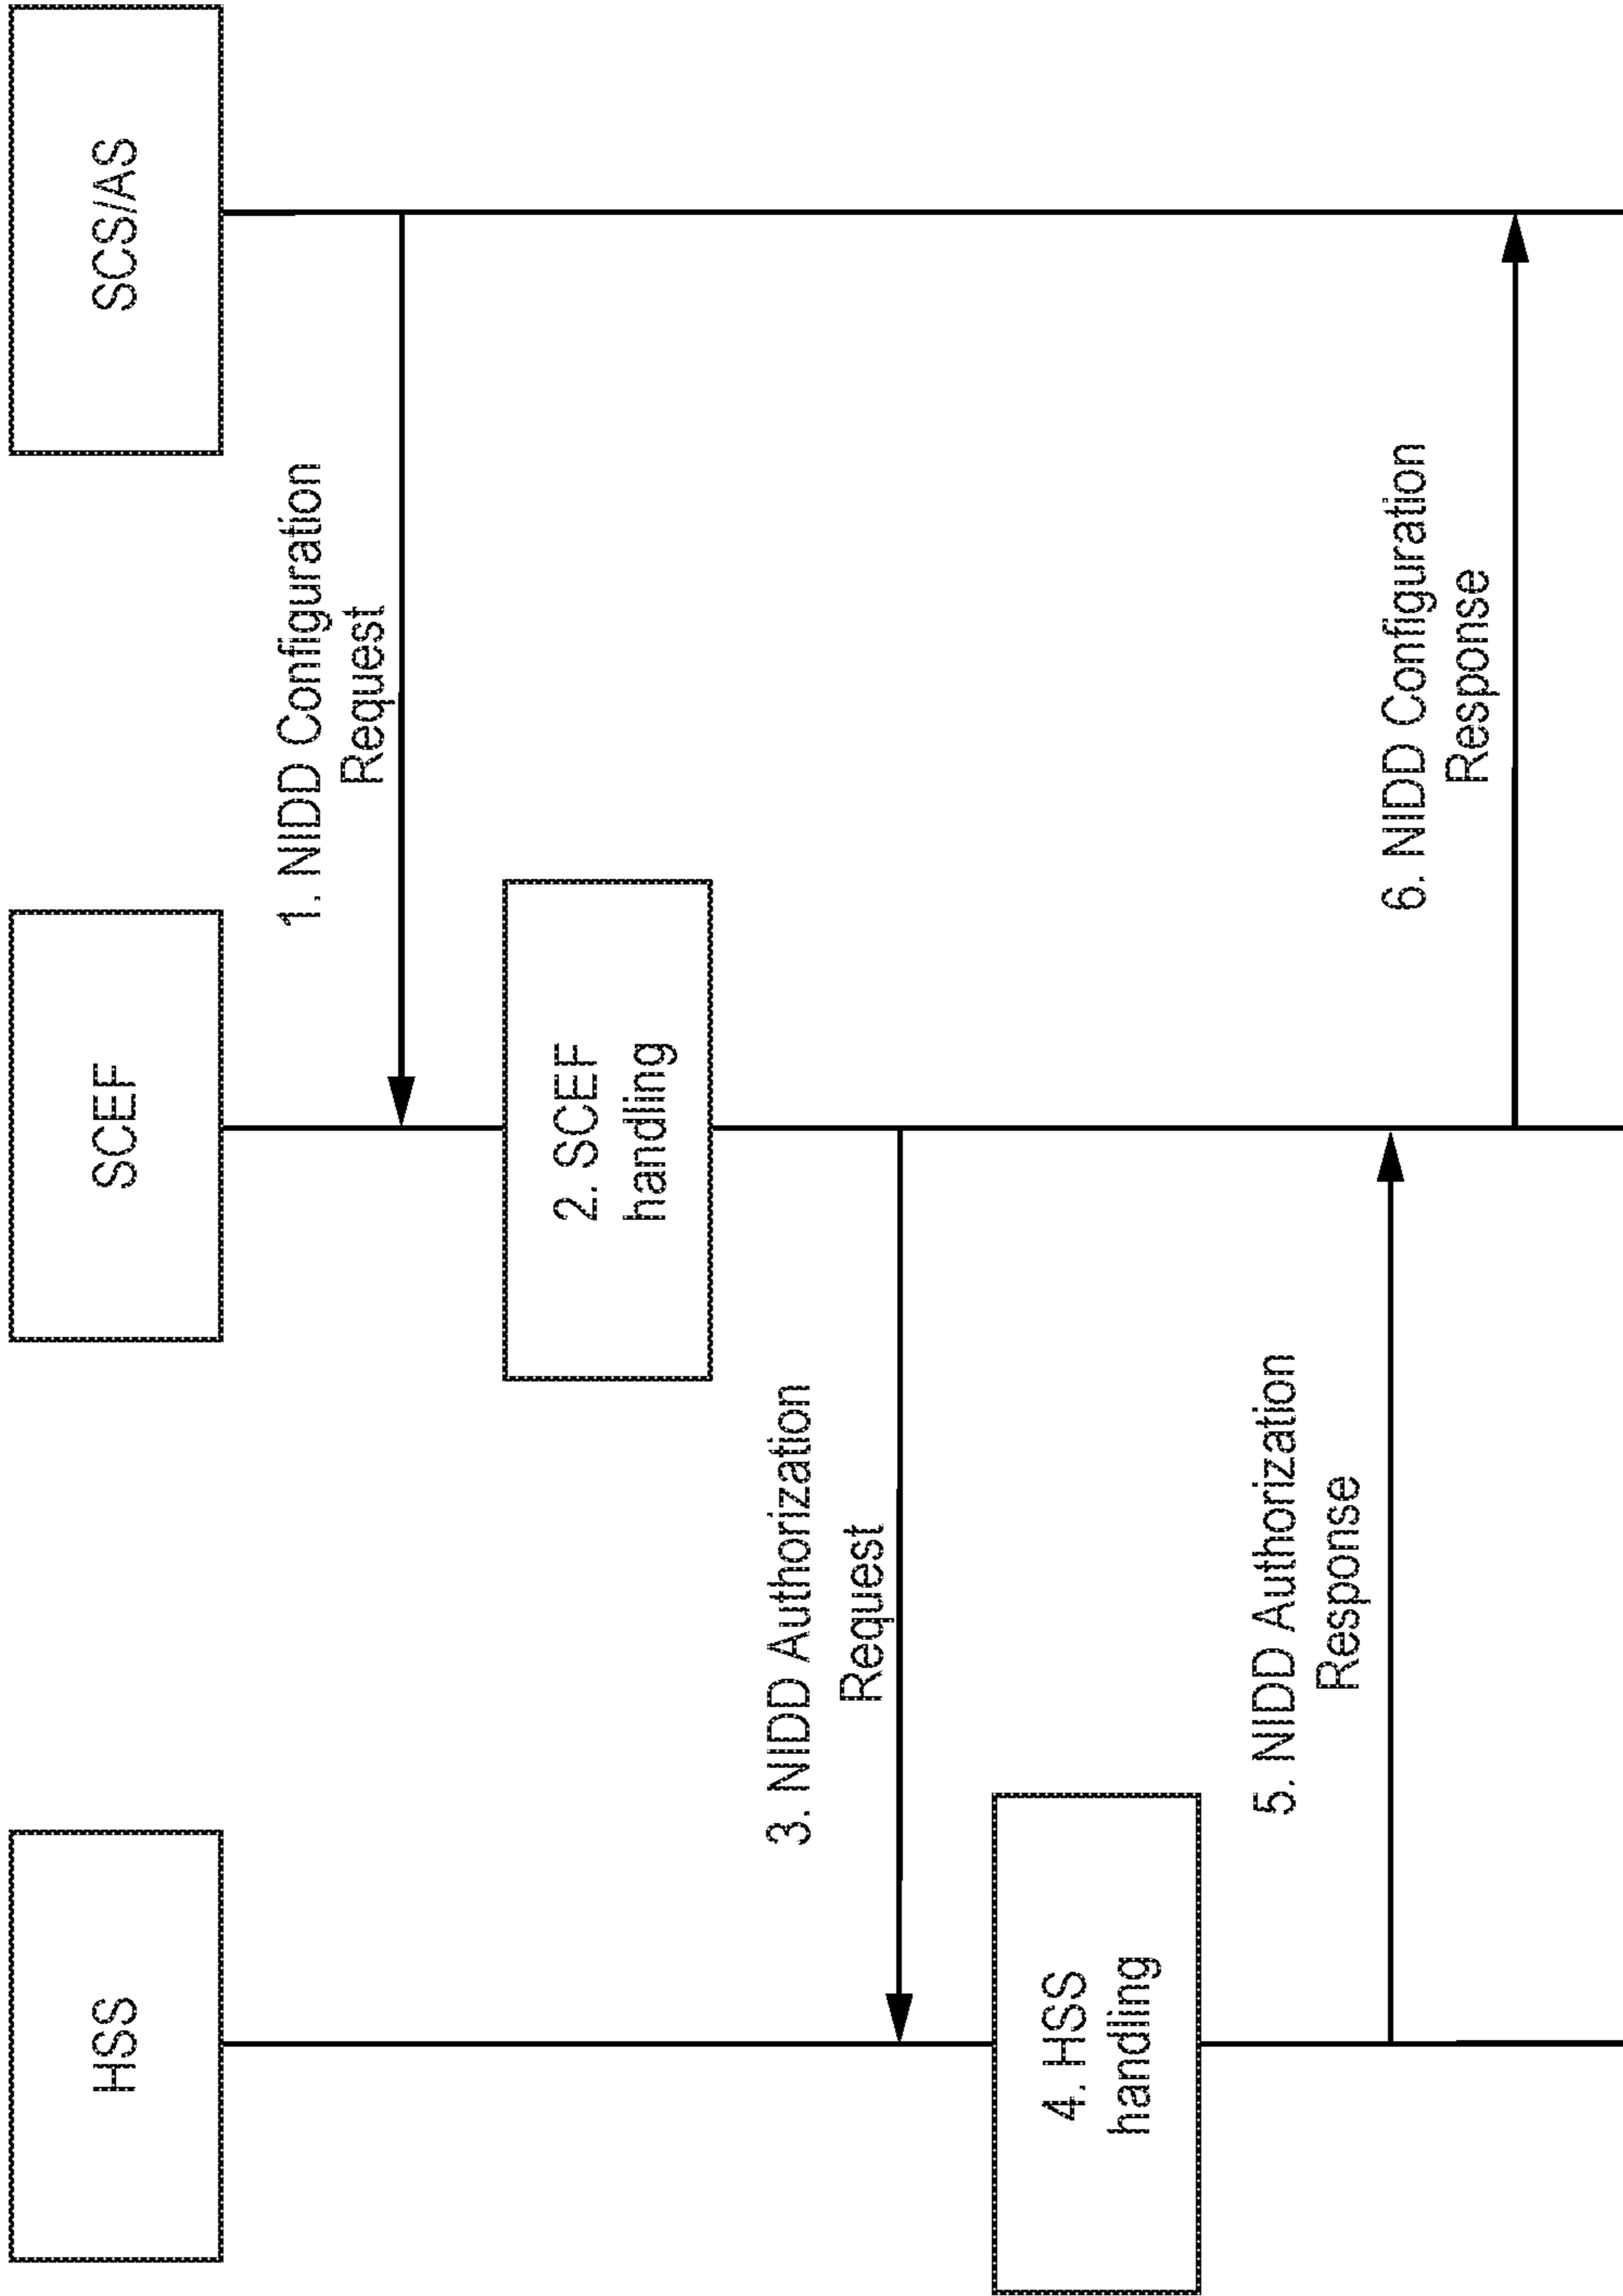 HSS
SCEF
SCS/AS
1. NIDD Configuration
Request
2. SCEF
handling
3. NIDD Authorization
Request
4. HSS
handling
5. NIDD Authorization
Response
6. NIDD Configuration
Response